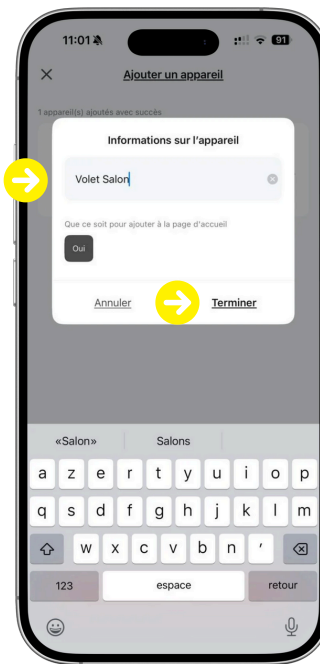 11:01 91
Ajouter un appareil
1 appareil(s) ajoutés avec succès
Informations sur l'appareil
Volet Salon
Que ce soit pour ajouter à la page d'accueil
Oui
Annuler Terminer
«Salon» Salons
a z e r t y u i o p
q s d f g h j k l m
w x c v b n '
123 espace retour